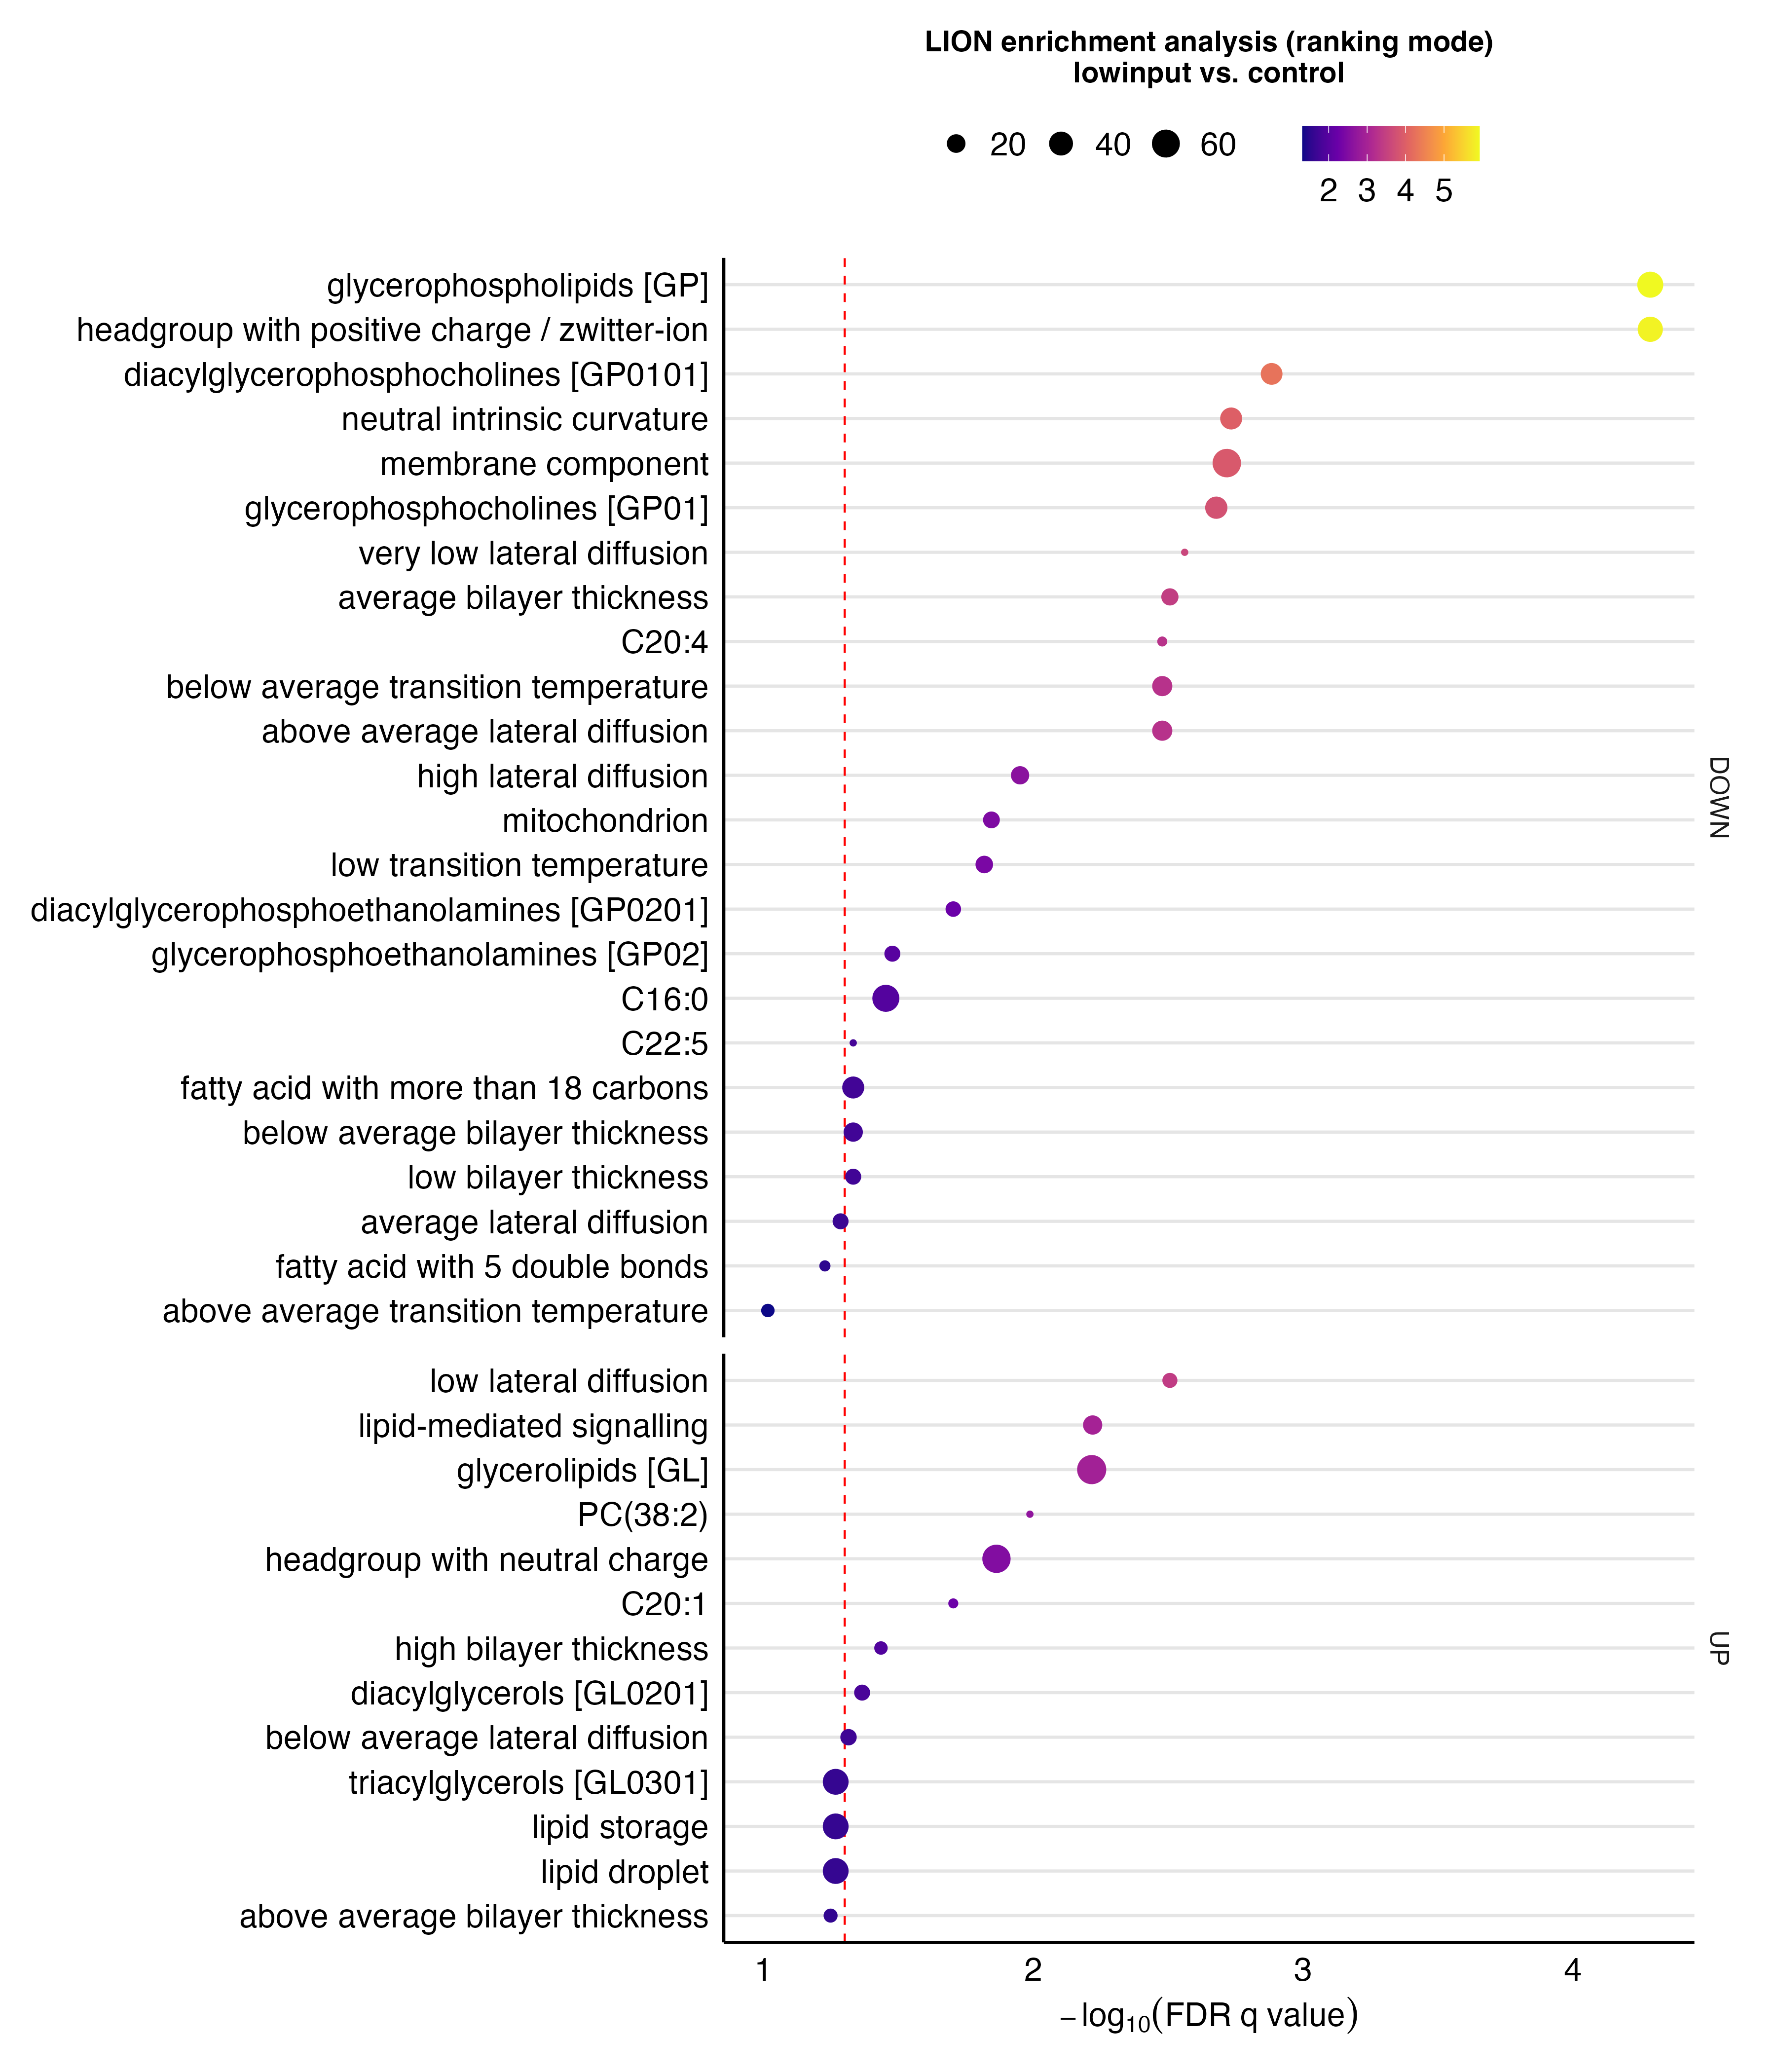 LION enrichment analysis (ranking mode)
lowinput vs. control
20 40 60
2 3 4 5
glycerophospholipids [GP]
headgroup with positive charge / zwitter-ion
diacylglycerophosphocholines [GP0101]
neutral intrinsic curvature
membrane component
glycerophosphocholines [GP01]
very low lateral diffusion
average bilayer thickness
C20:4
below average transition temperature
above average lateral diffusion
high lateral diffusion
mitochondrion
low transition temperature
diacylglycerophosphoethanolamines [GP0201]
glycerophosphoethanolamines [GP02]
C16:0
C22:5
fatty acid with more than 18 carbons
below average bilayer thickness
low bilayer thickness
average lateral diffusion
fatty acid with 5 double bonds
above average transition temperature
DOWN
low lateral diffusion
lipid-mediated signalling
glycerolipids [GL]
PC(38:2)
headgroup with neutral charge
C20:1
high bilayer thickness
diacylglycerols [GL0201]
below average lateral diffusion
triacylglycerols [GL0301]
lipid storage
lipid droplet
above average bilayer thickness
UP
1 2 3 4
−log₁₀(FDR q value)